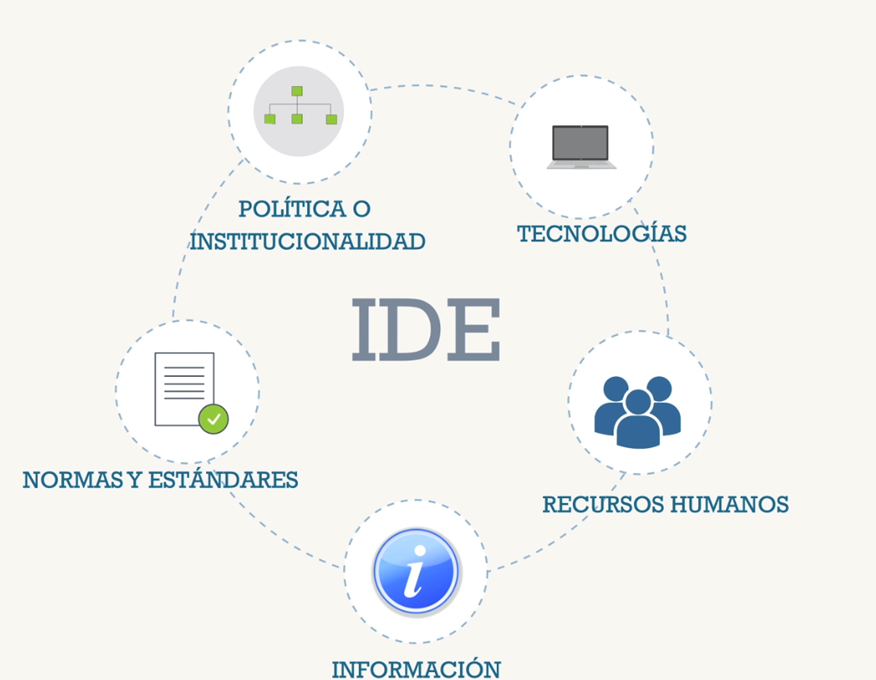 POLÍTICA O
INSTITUCIONALIDAD
TECNOLOGÍAS
IDE
NORMAS Y ESTÁNDARES
RECURSOS HUMANOS
i
INFORMACIÓN